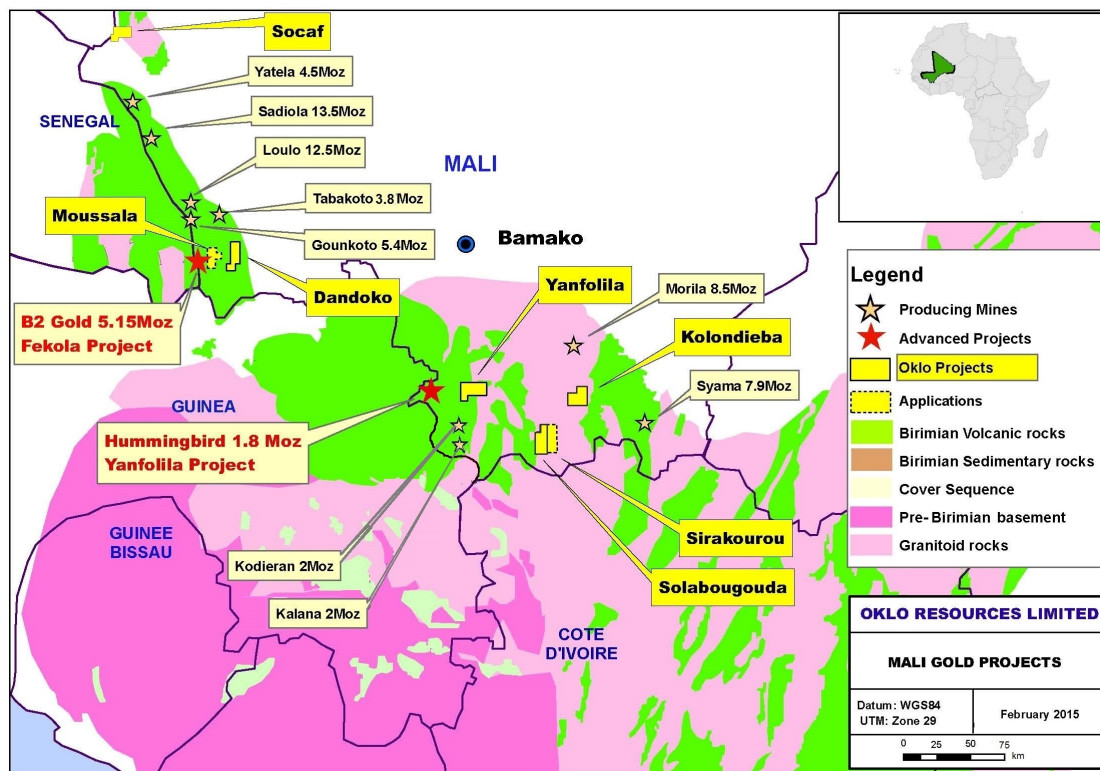 Socaf
Yatela 4.5Moz
SENEGAL
Sadiola 13.5Moz
Loulo 12.5Moz
MALI
Tabakoto 3.8 Moz
Moussala
Gounkoto 5.4Moz
Bamako
Dandoko
Yanfolila
Morila 8.5Moz
B2 Gold 5.15Moz
Fekola Project
Kolondieba
Syama 7.9Moz
GUINEA
Hummingbird 1.8 Moz
Yanfolila Project
GUINEE
BISSAU
Sirakourou
Kodieran 2Moz
Solabougouda
Kalana 2Moz
COTE
D'IVOIRE
Legend
Producing Mines
Advanced Projects
Oklo Projects
Applications
Birimian Volcanic rocks
Birimian Sedimentary rocks
Cover Sequence
Pre-Birimian basement
Granitoid rocks
OKLO RESOURCES LIMITED
MALI GOLD PROJECTS
Datum: WGS84
UTM: Zone 29
February 2015
0 25 50 75
km